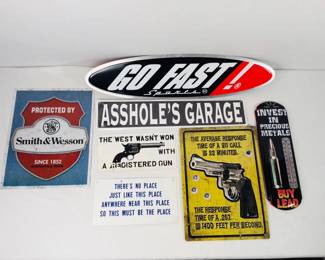 GO FAST!®
Sports®
ASSHOLE'S GARAGE
PROTECTED BY
Smith & Wesson
SINCE 1852
THE WEST WASN'T WON
WITH
A REGISTERED GUN
THERE'S NO PLACE
JUST LIKE THIS PLACE
ANYWHERE NEAR THIS PLACE
SO THIS MUST BE THE PLACE
THE AVERAGE RESPONSE
TIME OF A 911 CALL
IS 23 MINUTES.
THE RESPONSE
TIME OF A .357
IS 1400 FEET PER SECOND.
INVEST
IN
PRECIOUS
METALS
BUY
LEAD